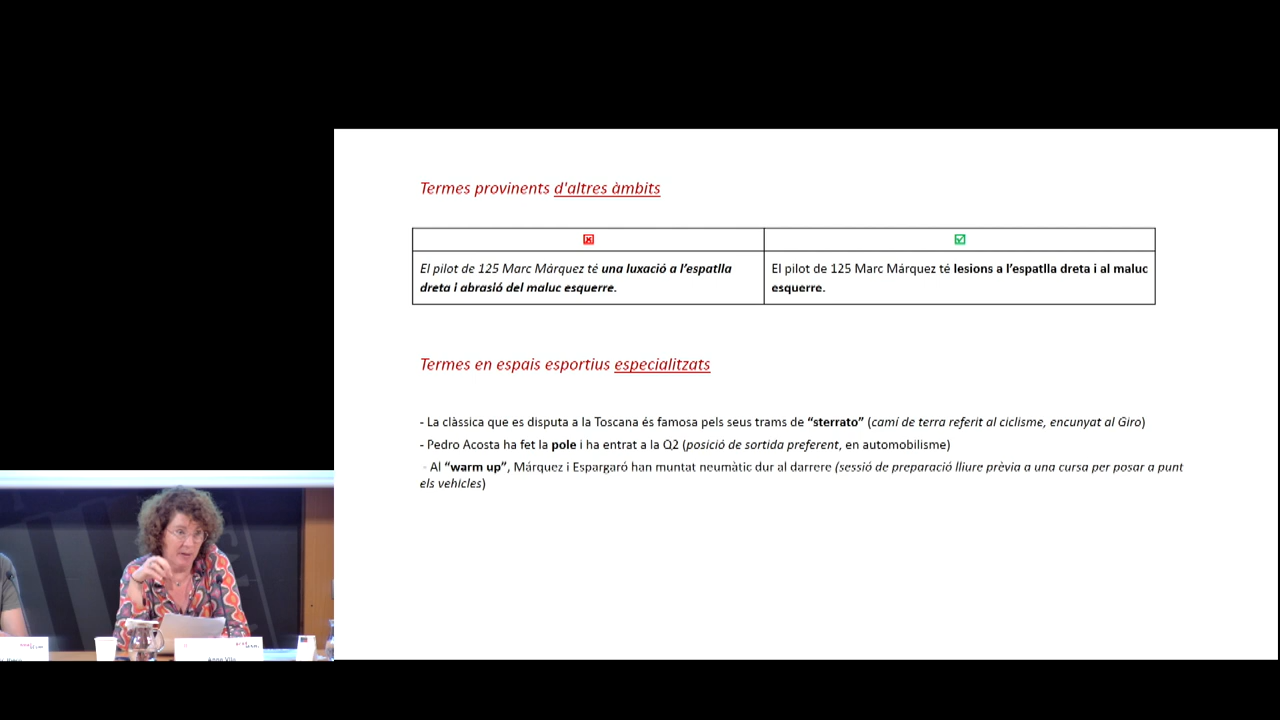 Termes provinents d'altres àmbits
El pilot de 125 Marc Márquez té una luxació a l'espatlla
dreta i abrasió del maluc esquerre.
El pilot de 125 Marc Márquez té lesions a l'espatlla dreta i al maluc
esquerre.
Termes en espais esportius especialitzats
- La clàssica que es disputa a la Toscana és famosa pels seus trams de “sterrato” (camí de terra referit al ciclisme, encunyat al Giro)
- Pedro Acosta ha fet la pole i ha entrat a la Q2 (posició de sortida preferent, en automobilisme)
- Al “warm up”, Márquez i Espargaró han muntat neumàtic dur al darrere (sessió de preparació lliure prèvia a una cursa per posar a punt
els vehicles)